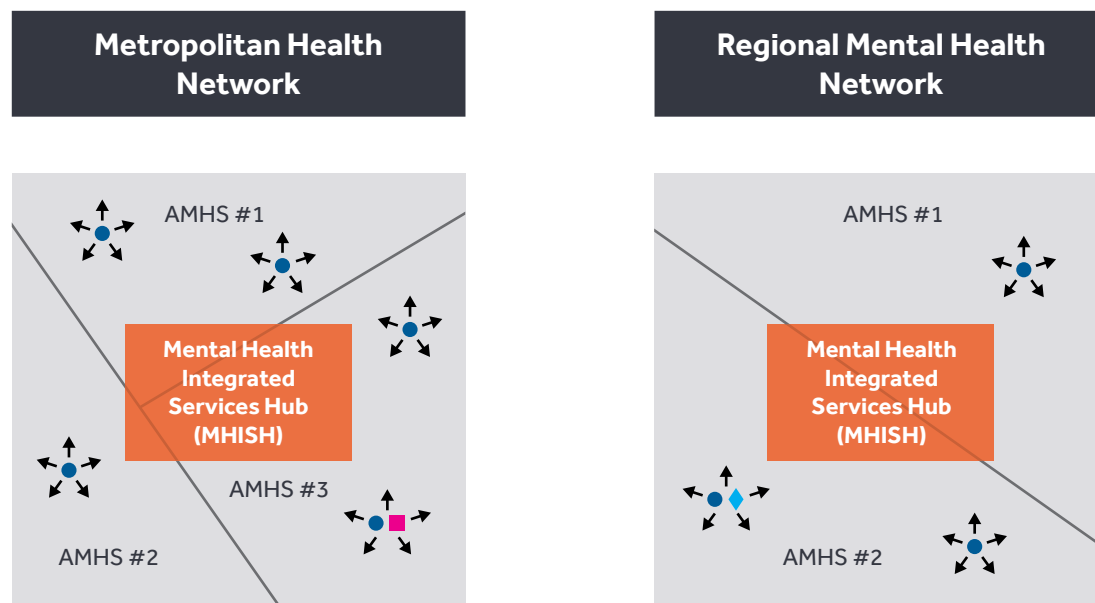 Metropolitan Health
Network
AMHS #1
Mental Health
Integrated
Services Hub
(MHISH)
AMHS #3
AMHS #2
Regional Mental Health
Network
AMHS #1
Mental Health
Integrated
Services Hub
(MHISH)
AMHS #2